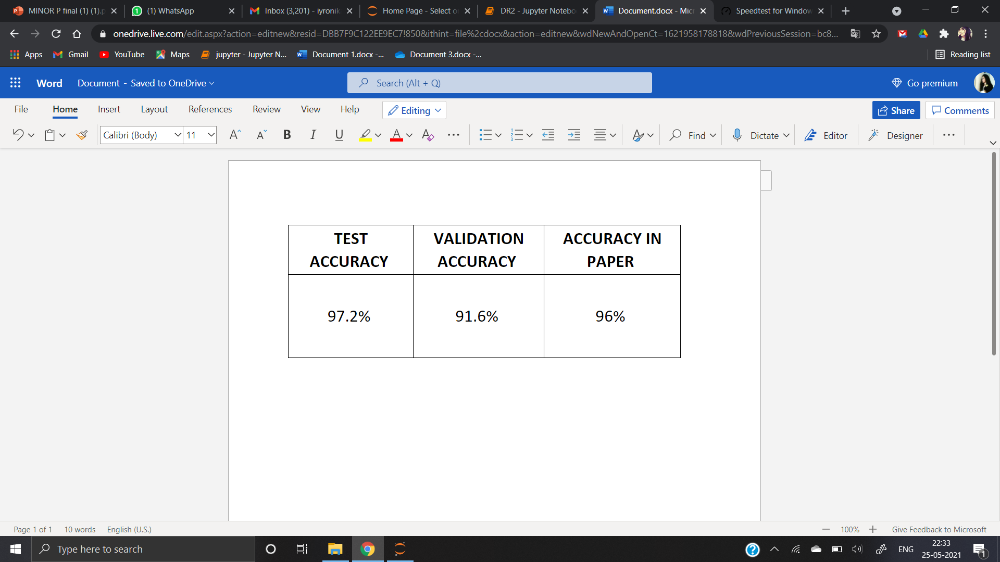 MINOR P final (1) (1).p
(1) WhatsApp
Inbox (3,201) - iyronik
Home Page - Select o
DR2 - Jupyter Notebo
Document.docx - Micr
Speedtest for Window
onedrive.live.com/edit.aspx?action=editnew&resid=DBB7F9C122EE9EC7!850&ithint=file%2cdocx&action=editnew&wdNewAndOpenCt=1621958178818&wdPreviousSession=bc8...
Apps Gmail YouTube Maps jupyter - Jupyter N... Document 1.docx -... Document 3.docx -... Reading list
Word Document - Saved to OneDrive Search (Alt + Q) Go premium
File Home Insert Layout References Review View Help Editing Share Comments
Calibri (Body) 11 Find Dictate Editor Designer
TEST
ACCURACY
VALIDATION
ACCURACY
ACCURACY IN
PAPER
97.2% 91.6% 96%
Page 1 of 1 10 words English (U.S.) 100% Give Feedback to Microsoft
Type here to search
ENG
22:33
25-05-2021
1